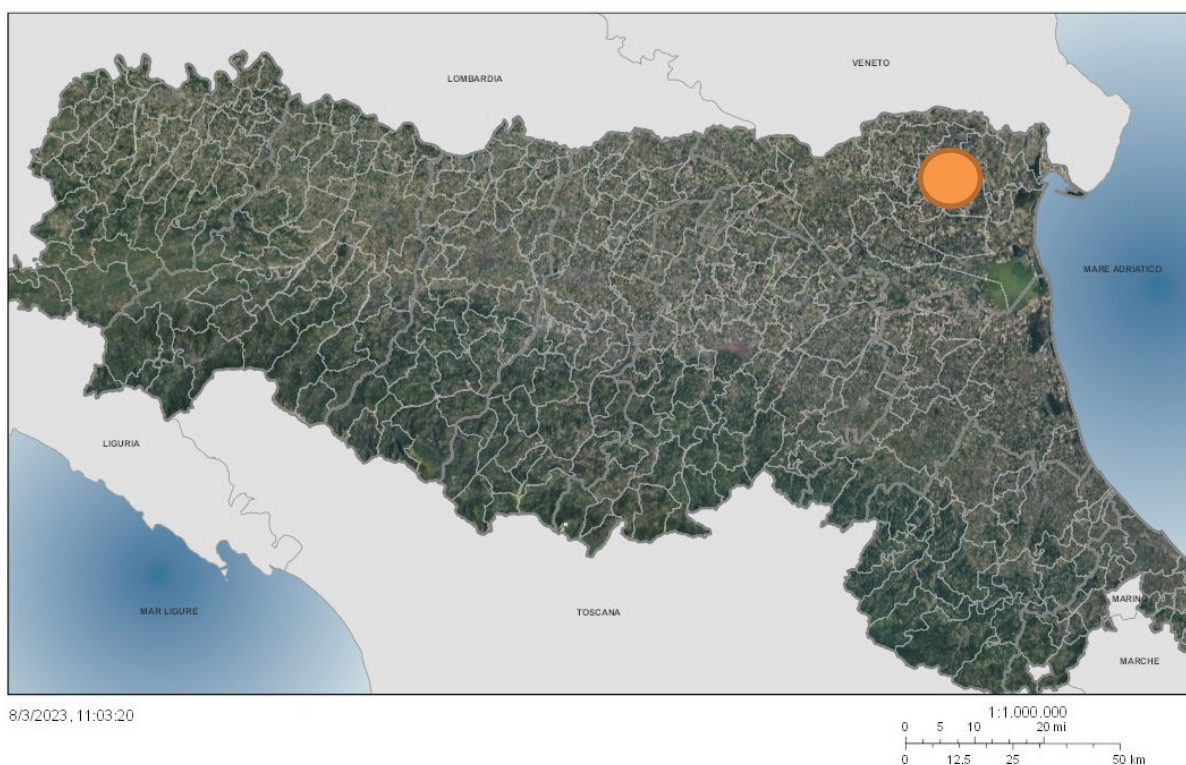 LOMBARDIA
VENETO
MARE ADRIATICO
LIGURIA
MAR LIGURE
TOSCANA
MARINO
MARCHE
8/3/2023, 11:03:20
1:1.000.000
0 5 10 20 mi
0 12,5 25 50 km